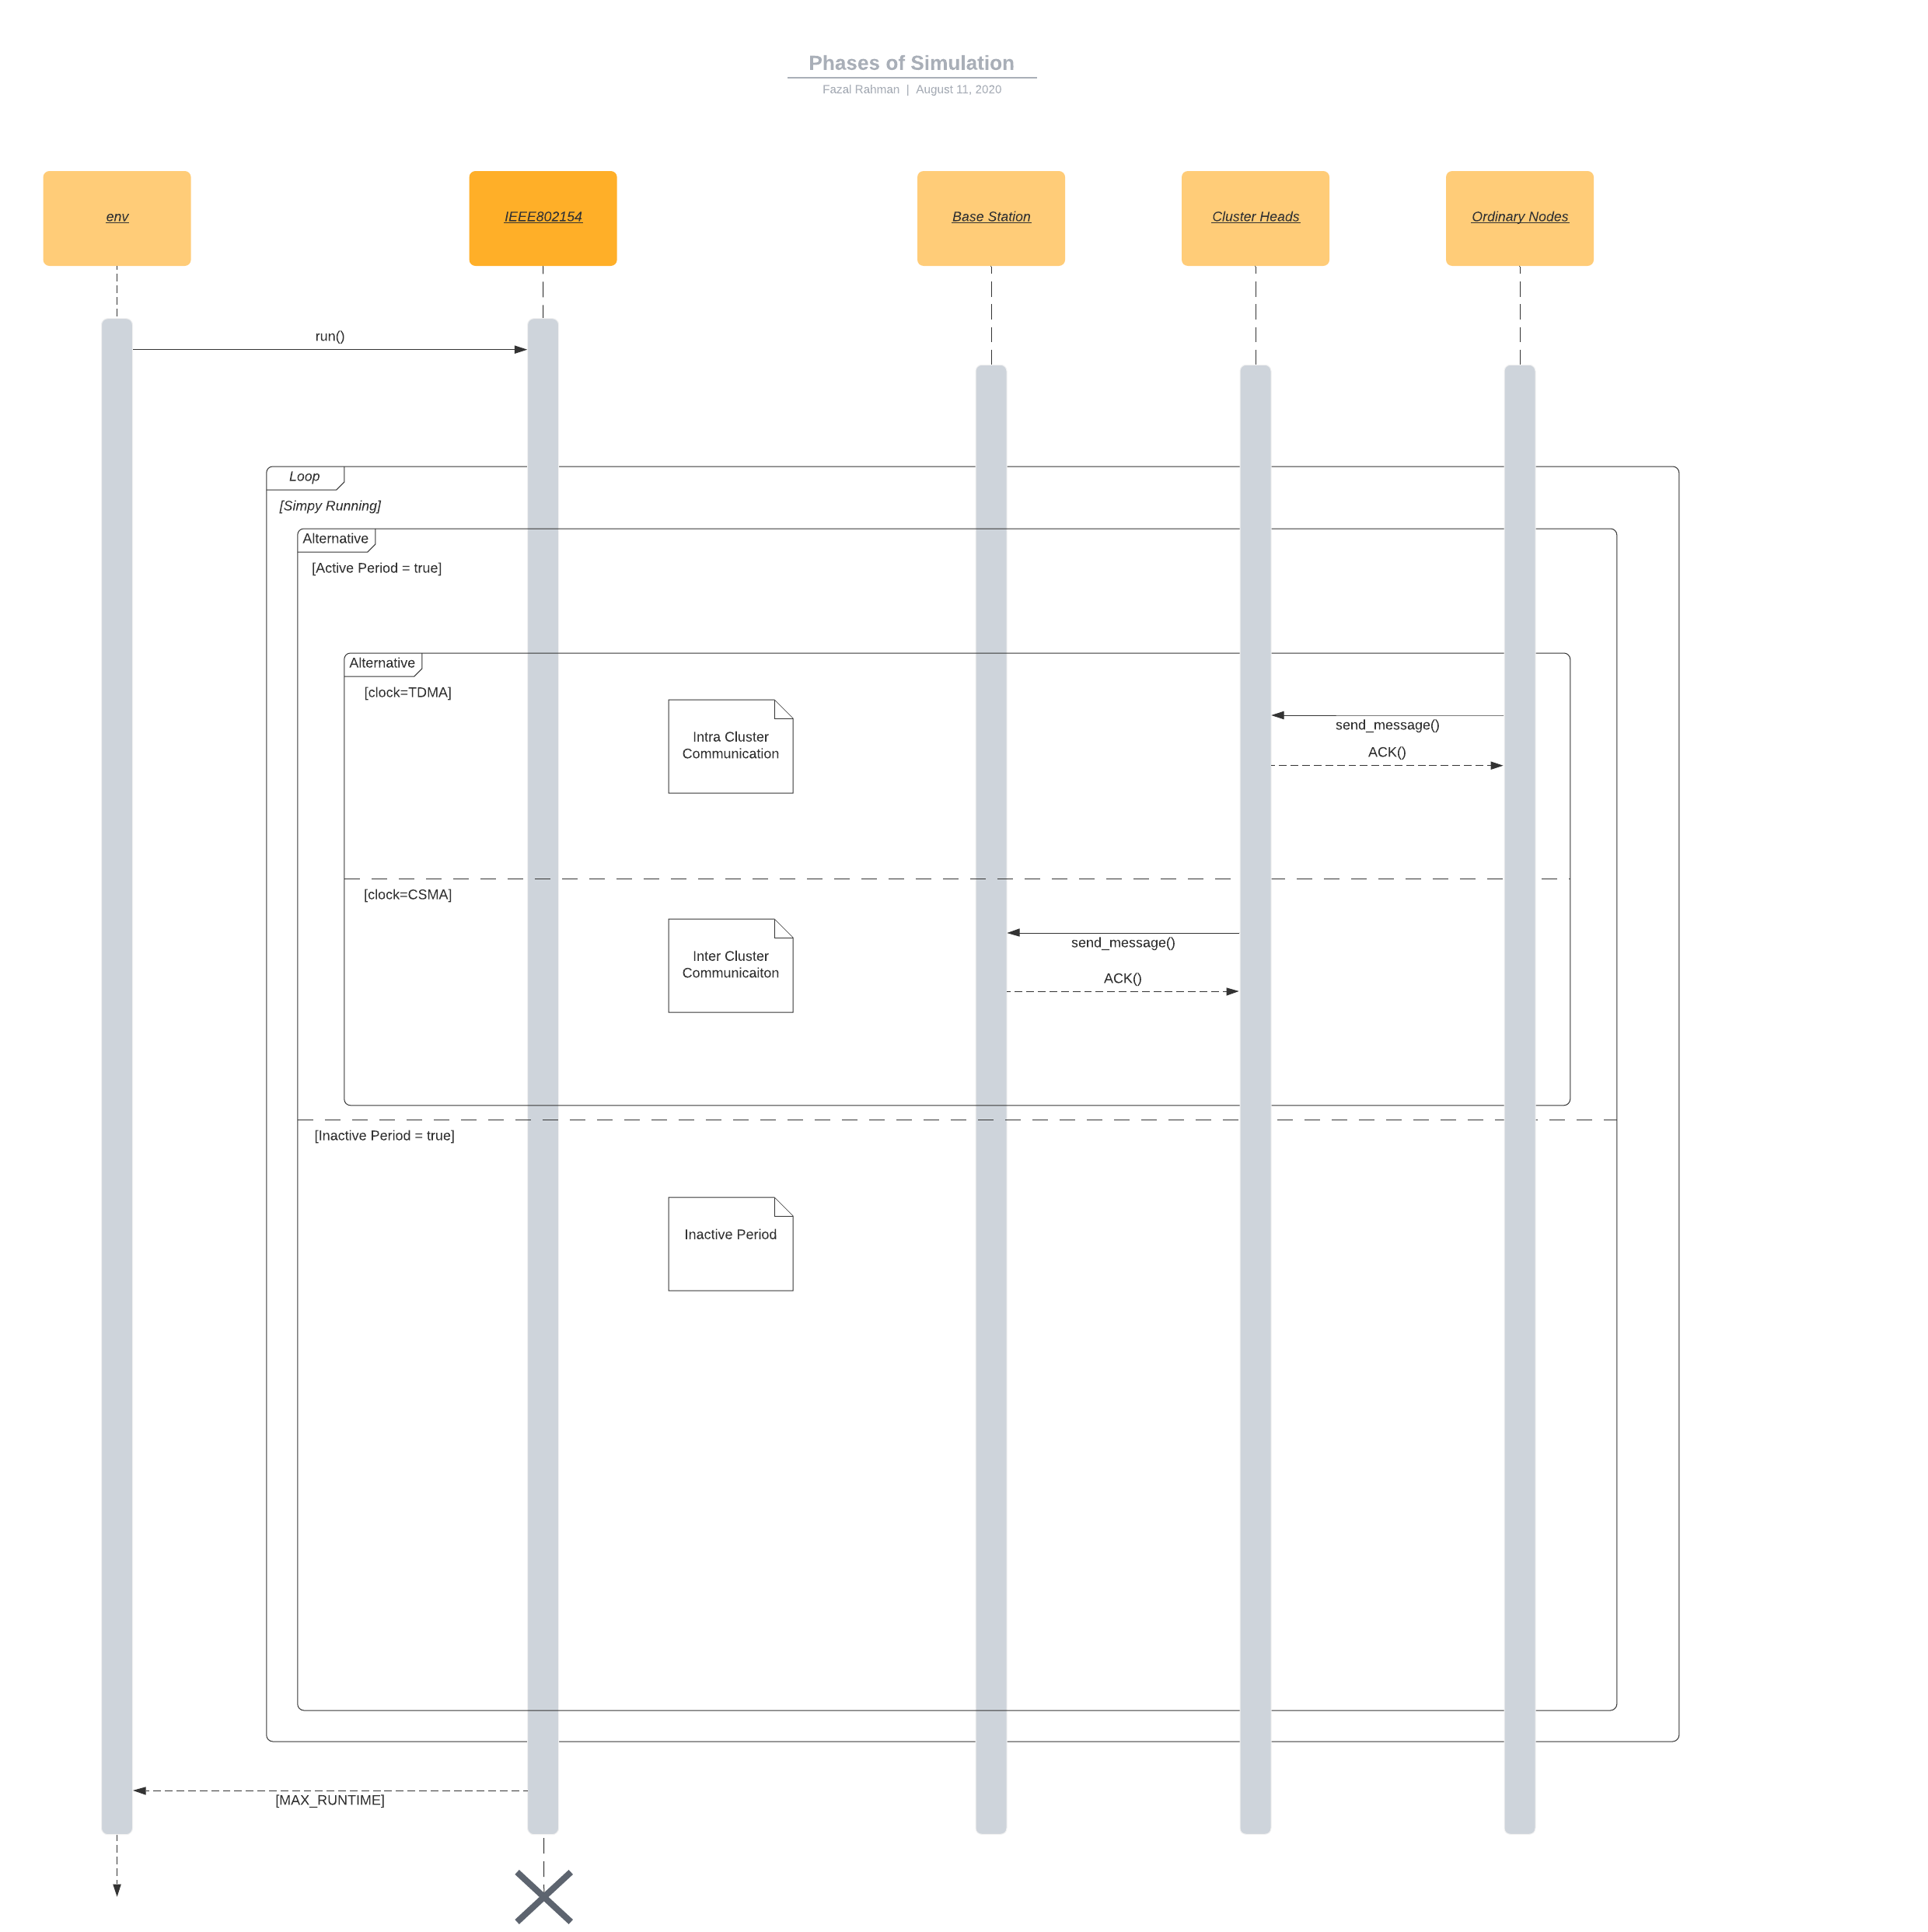 Phases of Simulation
Fazal Rahman | August 11, 2020
env
IEEE802154
Base Station
Cluster Heads
Ordinary Nodes
run()
Loop
[Simpy Running]
Alternative
[Active Period = true]
Alternative
[clock=TDMA]
Intra Cluster
Communication
send_message()
ACK()
[clock=CSMA]
Inter Cluster
Communicaiton
send_message()
ACK()
[Inactive Period = true]
Inactive Period
[MAX_RUNTIME]